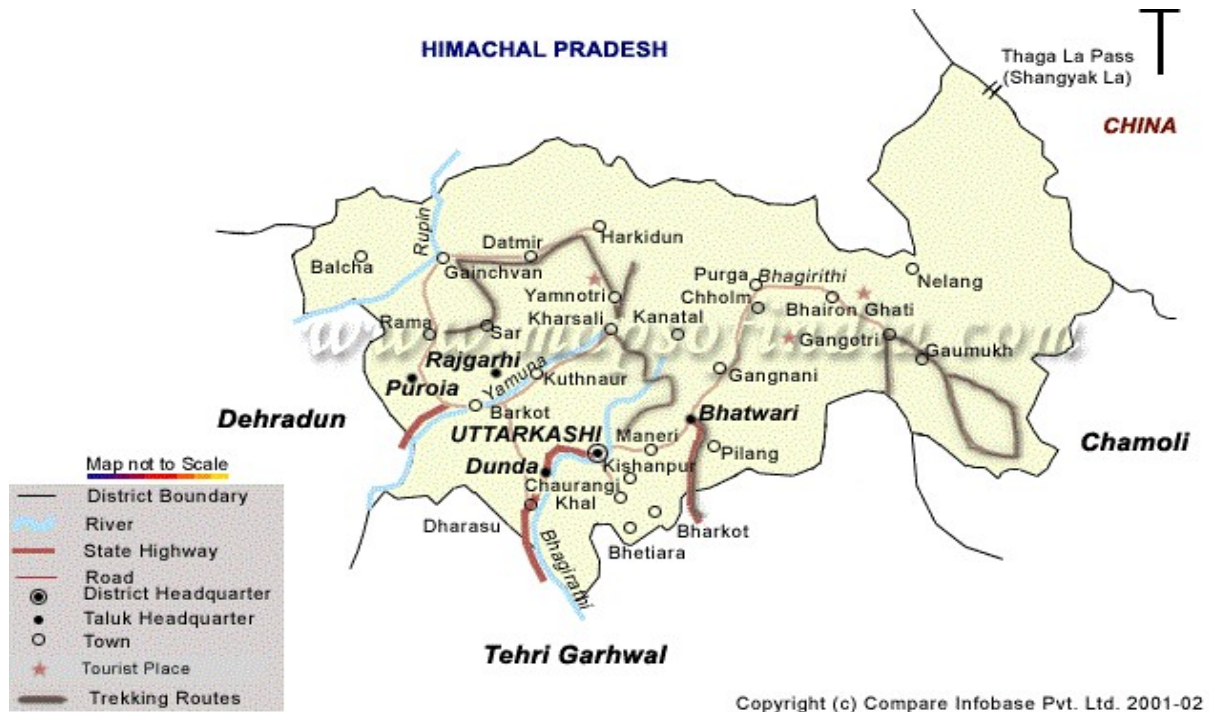 HIMACHAL PRADESH
Thaga La Pass
(Shangyak La)
CHINA
Rupin
Datmir
Harkidun
Balcha
Gainchvan
Purga
Bhagirithi
Nelang
Yamnotri
Chholm
Bhairon Ghati
Rama
Sar
Kharsali
Kanatal
www.mapsofindia.com
Gangotri
Gaumukh
Rajgarhi
Yamuna
Kuthnaur
Gangnani
Puroia
Barkot
Bhatwari
Dehradun
UTTARKASHI
Maneri
Chamoli
Dunda
Kishanpur
Pilang
Chaurangi
Khal
Dharasu
Bharkot
Bhetiara
Bhagirathi
Tehri Garhwal
Map not to Scale
District Boundary
River
State Highway
Road
District Headquarter
Taluk Headquarter
Town
Tourist Place
Trekking Routes
Copyright (c) Compare Infobase Pvt. Ltd. 2001-02